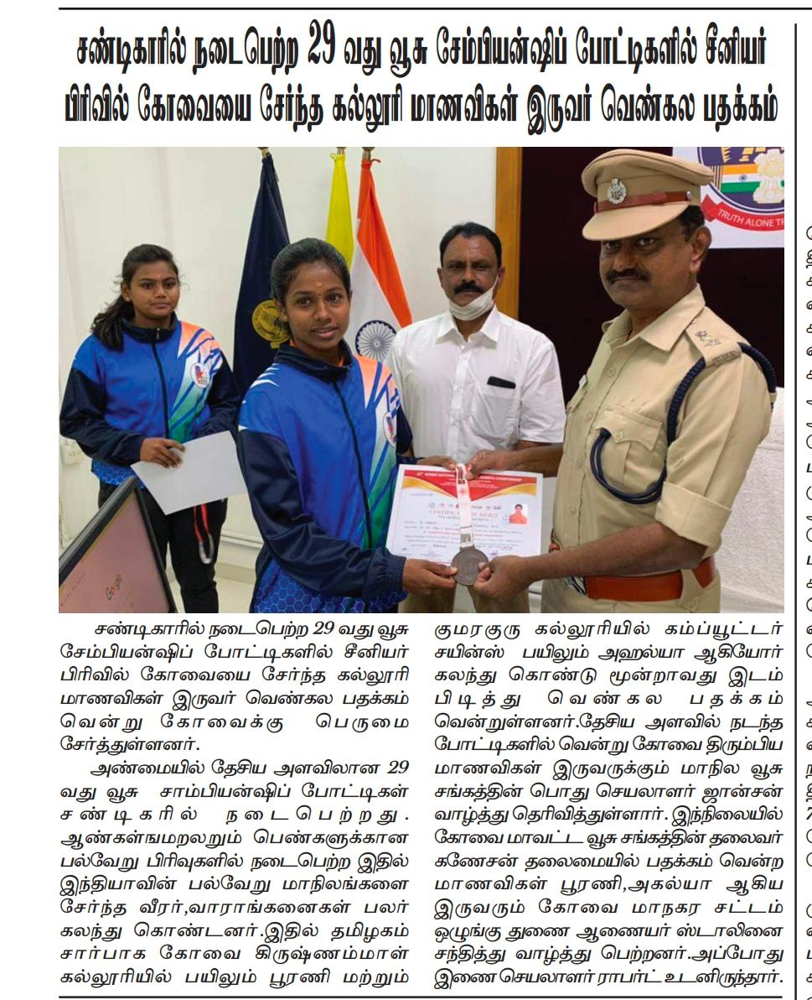 சண்டிகாரில் நடைபெற்ற 29 வது வூசு சேம்பியன்ஷிப் போட்டிகளில் சீனியர்
பிரிவில் கோவையை சேர்ந்த கல்லூரி மாணவிகள் இருவர் வெண்கல பதக்கம்
TRUTH ALONE TR
CERTIFICATE OF MERIT
Google
சண்டிகாரில் நடைபெற்ற 29 வது வூசு
சேம்பியன்ஷிப் போட்டிகளில் சீனியர்
பிரிவில் கோவையை சேர்ந்த கல்லூரி
மாணவிகள் இருவர் வெண்கல பதக்கம்
வென்று கோவைக்கு பெருமை
சேர்த்துள்ளனர்.
அண்மையில் தேசிய அளவிலான 29
வது வூசு சாம்பியன்ஷிப் போட்டிகள்
சண்டிகரில் நடைபெற்றது.
ஆண்கள்ஙமறலறும் பெண்களுக்கான
பல்வேறு பிரிவுகளில் நடைபெற்ற இதில்
இந்தியாவின் பல்வேறு மாநிலங்களை
சேர்ந்த வீரர்,வாராங்கனைகள் பலர்
கலந்து கொண்டனர்.இதில் தமிழகம்
சார்பாக கோவை கிருஷ்ணம்மாள்
கல்லூரியில் பயிலும் பூரணி மற்றும்
குமரகுரு கல்லூரியில் கம்ப்யூட்டர்
சயின்ஸ் பயிலும் அஹல்யா ஆகியோர்
கலந்து கொண்டு மூன்றாவது இடம்
பிடித்து வெண்கல பதக்கம்
வென்றுள்ளனர்.தேசிய அளவில் நடந்த
போட்டிகளில் வென்று கோவை திரும்பிய
மாணவிகள் இருவருக்கும் மாநில வூசு
சங்கத்தின் பொது செயலாளர் ஜான்சன்
வாழ்த்து தெரிவித்துள்ளார். இந்நிலையில்
கோவை மாவட்ட வூசு சங்கத்தின் தலைவர்
கணேசன் தலைமையில் பதக்கம் வென்ற
மாணவிகள் பூரணி,அகல்யா ஆகிய
இருவரும் கோவை மாநகர சட்டம்
ஒழுங்கு துணை ஆணையர் ஸ்டாலினை
சந்தித்து வாழ்த்து பெற்றனர்.அப்போது
இணை செயலாளர் ராபர்ட் உடனிருந்தார்.